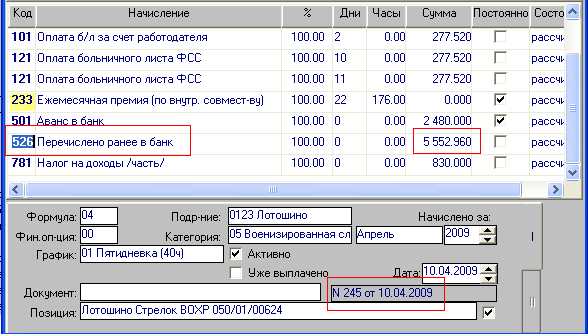 Код Начисление % Дни Часы Сумма Постоянно Состо
101 Оплата б/л за счет работодателя 100.00 2 0.00 277.520 рассчи
121 Оплата больничного листа ФСС 100.00 10 0.00 277.520 рассчи
121 Оплата больничного листа ФСС 100.00 11 0.00 277.520 рассчи
233 Ежемесячная премия (по внутр. совмест-ву) 100.00 22 176.00 0.000 рассчи
501 Аванс в банк 100.00 0.00 2 480.000 рассчи
526 Перечислено ранее в банк 100.00 0.00 5 552.960 рассчи
781 Налог на доходы /часть/ 100.00 0.00 830.000 рассчи
Формула: 04 Подр-ние: 0123 Лотошино Начислено за:
Фин.оп-ция: 00 Категория: 05 Военизированная сл Апрель 2009
График: 01 Пятидневка (40ч) Активно
Уже выплачено Дата: 10.04.2009
Документ: N 245 от 10.04.2009
Позиция: Лотошино Стрелок ВОХР 050/01/00624